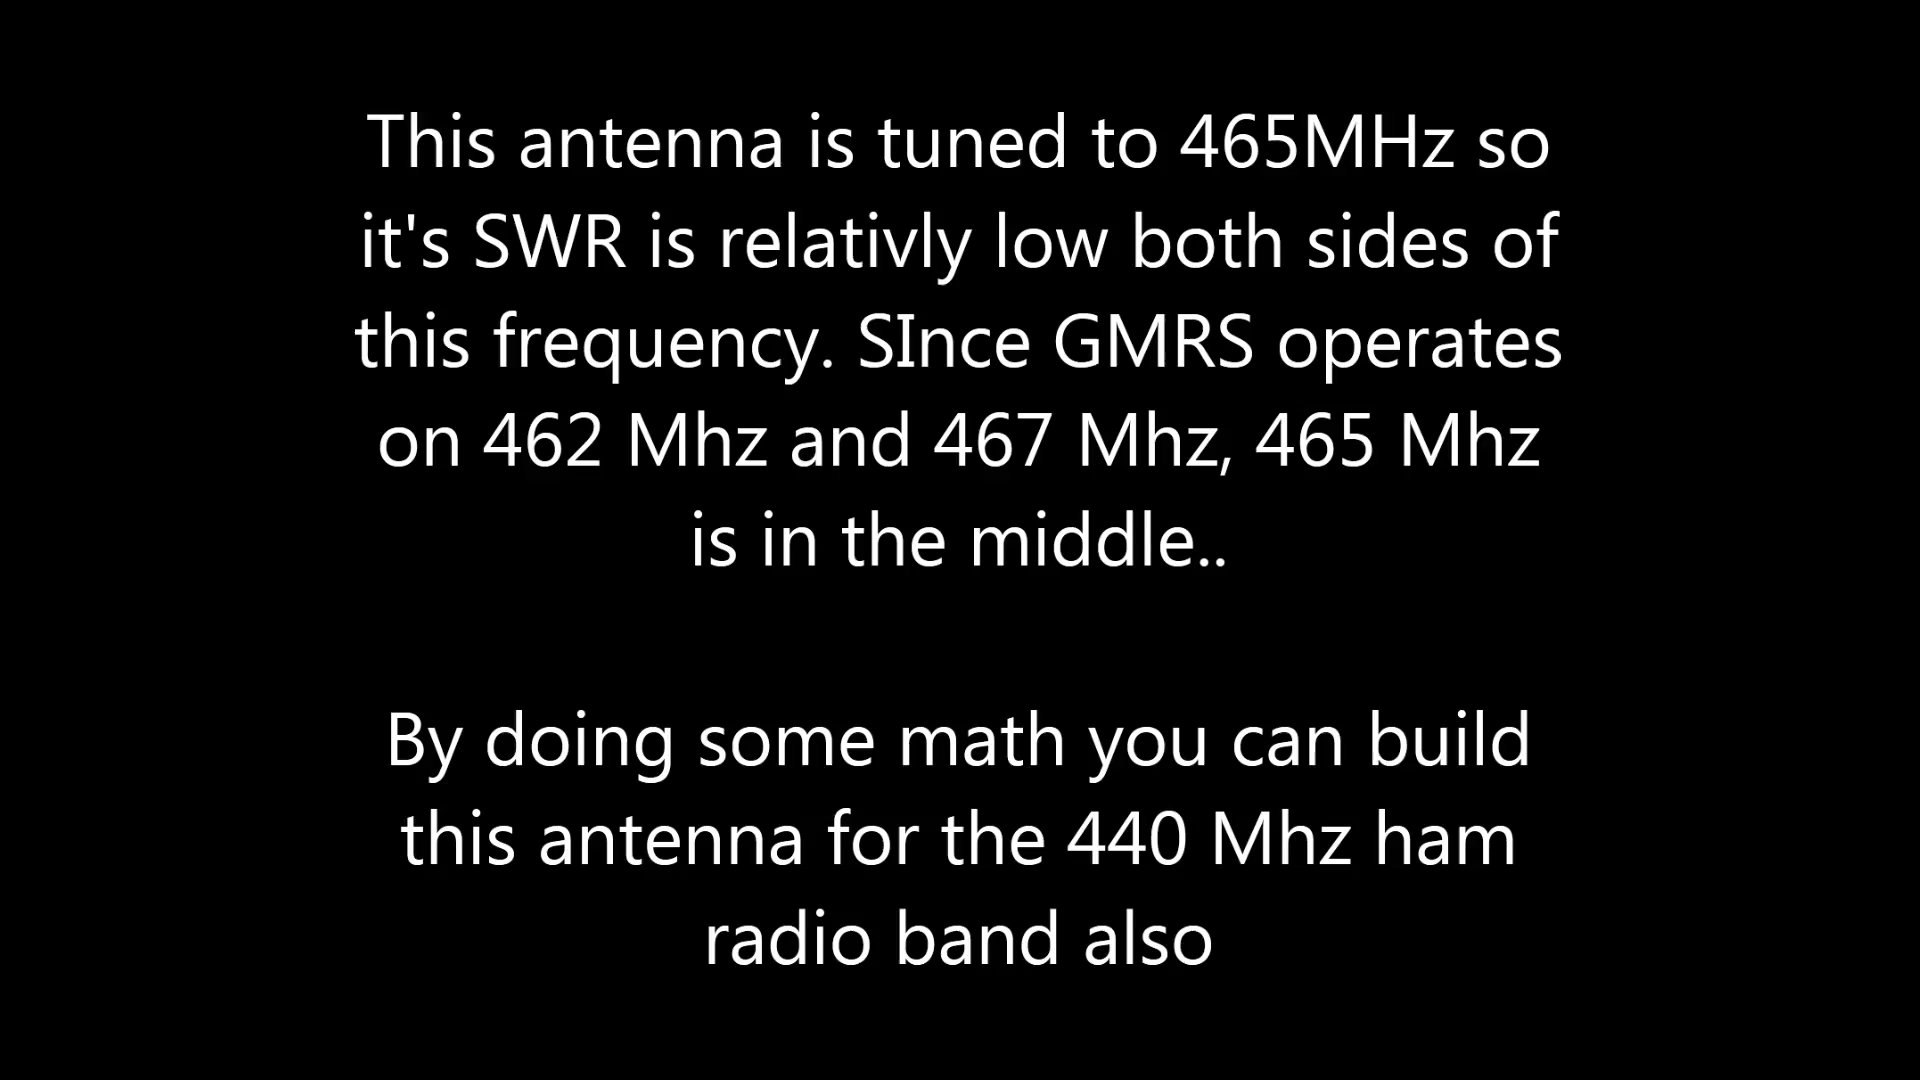 This antenna is tuned to 465MHz so
it's SWR is relativly low both sides of
this frequency. SInce GMRS operates
on 462 Mhz and 467 Mhz, 465 Mhz
is in the middle..
By doing some math you can build
this antenna for the 440 Mhz ham
radio band also